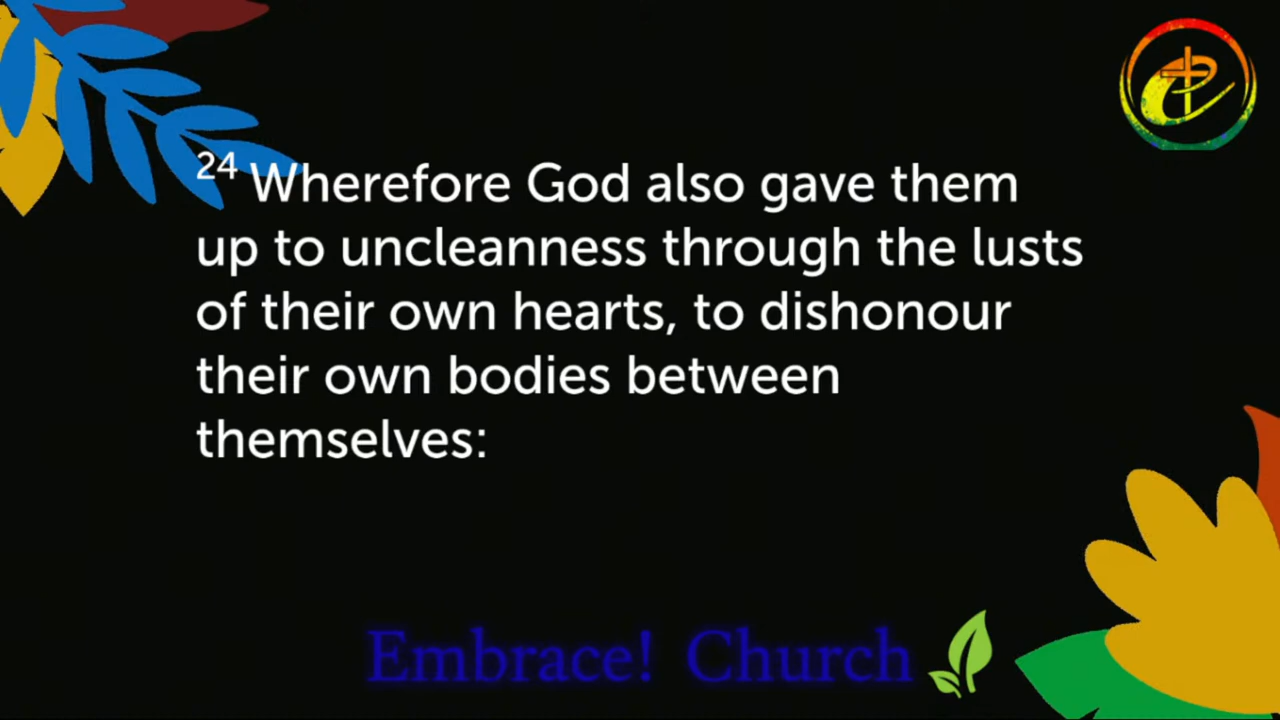 24 Wherefore God also gave them
up to uncleanness through the lusts
of their own hearts, to dishonour
their own bodies between
themselves:
Embrace! Church